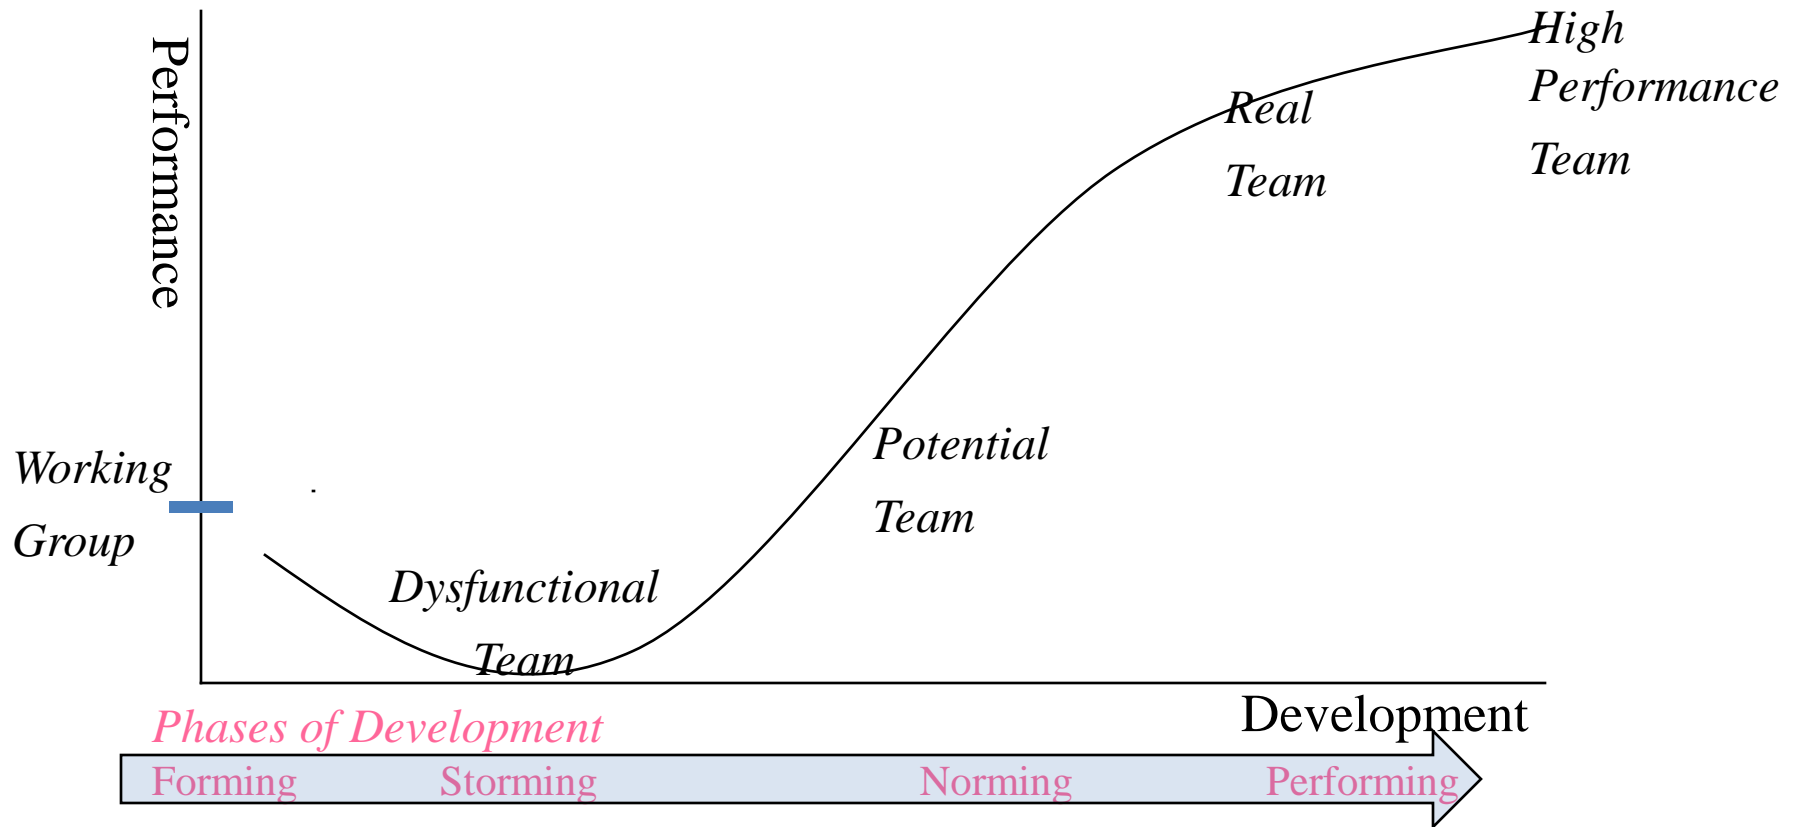 Performance
High
Performance
Team
Real
Team
Potential
Team
Working
Group
Dysfunctional
Team
Development
Phases of Development
Forming Storming Norming Performing